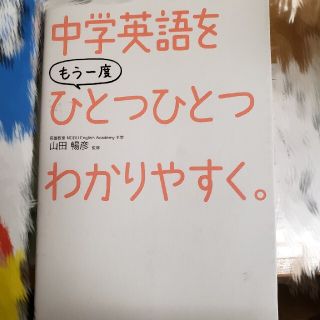 中学英語を
もう一度
ひとつひとつ
わかりやすく。
山田 暢彦 監修